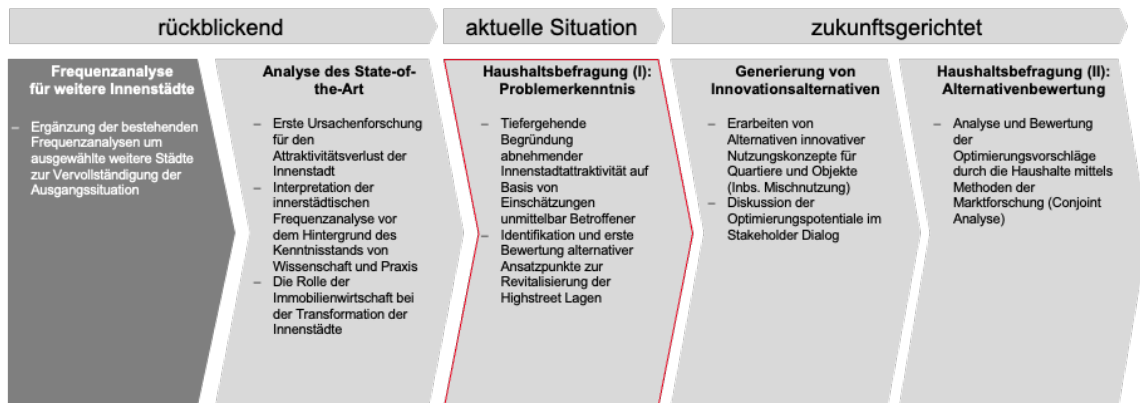 rückblickend
aktuelle Situation
zukunftsgerichtet
Frequenzanalyse
für weitere Innenstädte
– Ergänzung der bestehenden
Frequenzanalysen um
ausgewählte weitere Städte
zur Vervollständigung der
Ausgangssituation
Analyse des State-of-
the-Art
– Erste Ursachenforschung
für den
Attraktivitätsverlust der
Innenstadt
– Interpretation der
innerstädtischen
Frequenzanalyse vor
dem Hintergrund des
Kenntnisstands von
Wissenschaft und Praxis
– Die Rolle der
Immobilienwirtschaft bei
der Transformation der
Innenstädte
Haushaltsbefragung (I):
Problemerkenntnis
– Tiefergehende
Begründung
abnehmender
Innenstadtattraktivität auf
Basis von
Einschätzungen
unmittelbar Betroffener
– Identifikation und erste
Bewertung alternativer
Ansatzpunkte zur
Revitalisierung der
Highstreet Lagen
Generierung von
Innovationsalternativen
– Erarbeiten von
Alternativen innovativer
Nutzungskonzepte für
Quartiere und Objekte
(Inbs. Mischnutzung)
– Diskussion der
Optimierungspotentiale im
Stakeholder Dialog
Haushaltsbefragung (II):
Alternativenbewertung
– Analyse und Bewertung
der
Optimierungsvorschläge
durch die Haushalte mittels
Methoden der
Marktforschung (Conjoint
Analyse)